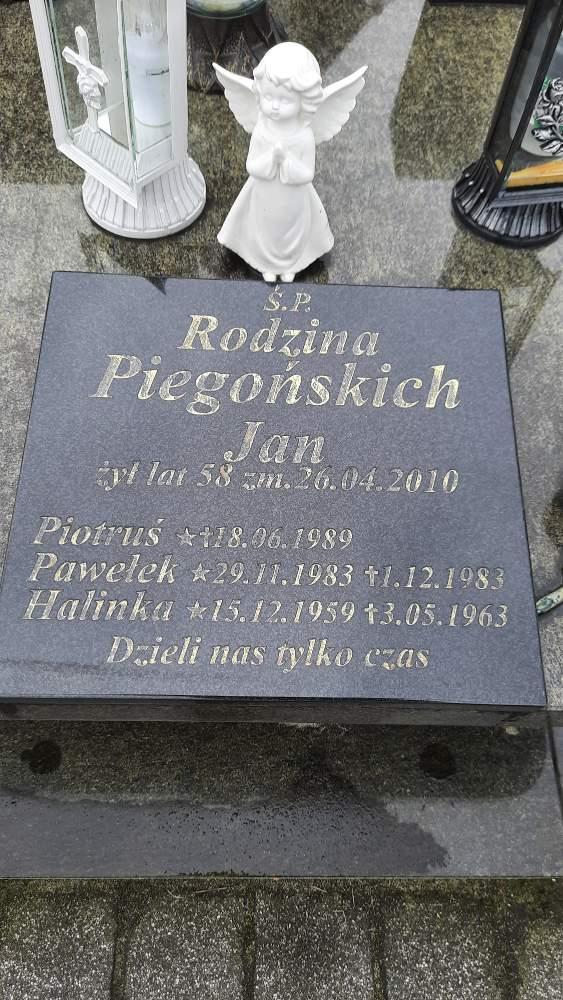 Ś.P.
Rodzina
Piegońskich
Jan
żył lat 58 zm.26.04.2010
Piotruś ★†18.06.1989
Pawełek ★29.11.1983 †1.12.1983
Halinka ★15.12.1959 †3.05.1963
Dzieli nas tylko czas